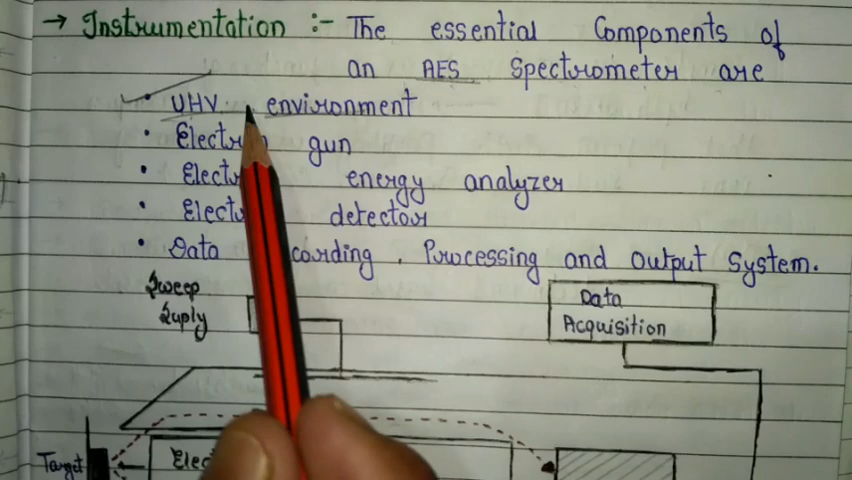 → Instrumentation :- The essential Components of
an AES Spectrometer are
• UHV environment
• gun
• energy analyzer
• detector
• Data , Processing and output System.
Sweep
Suply
Data
Acquisition
Target